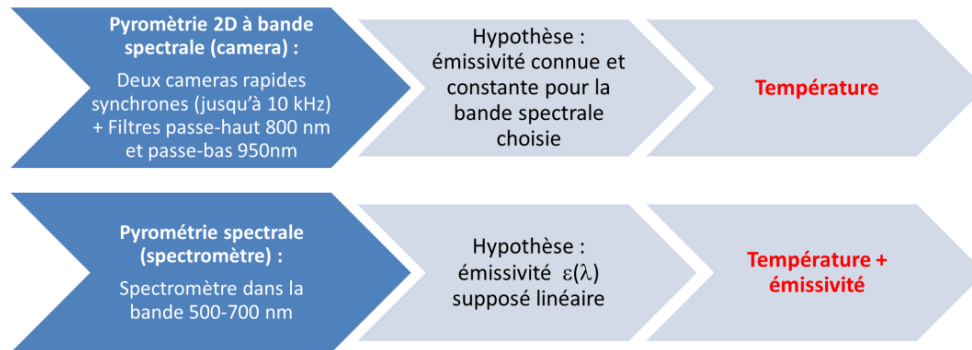 Pyromètrie 2D à bande
spectrale (camera) :
Deux cameras rapides
synchrones (jusqu'à 10 kHz)
+ Filtres passe-haut 800 nm
et passe-bas 950nm
Hypothèse :
émissivité connue et
constante pour la
bande spectrale
choisie
Température
Pyrométrie spectrale
(spectromètre) :
Spectromètre dans la
bande 500-700 nm
Hypothèse :
émissivité ε(λ)
supposé linéaire
Température +
émissivité